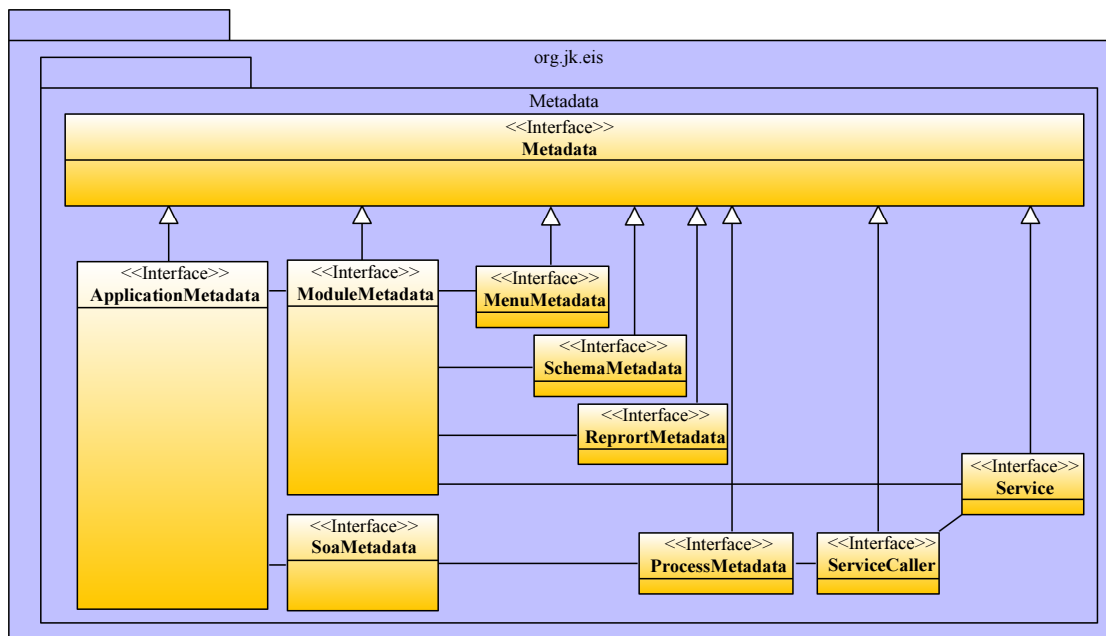 org.jk.eis
Metadata
<<Interface>>
Metadata
<<Interface>>
ApplicationMetadata
<<Interface>>
ModuleMetadata
<<Interface>>
MenuMetadata
<<Interface>>
SchemaMetadata
<<Interface>>
ReprortMetadata
<<Interface>>
Service
<<Interface>>
SoaMetadata
<<Interface>>
ProcessMetadata
<<Interface>>
ServiceCaller